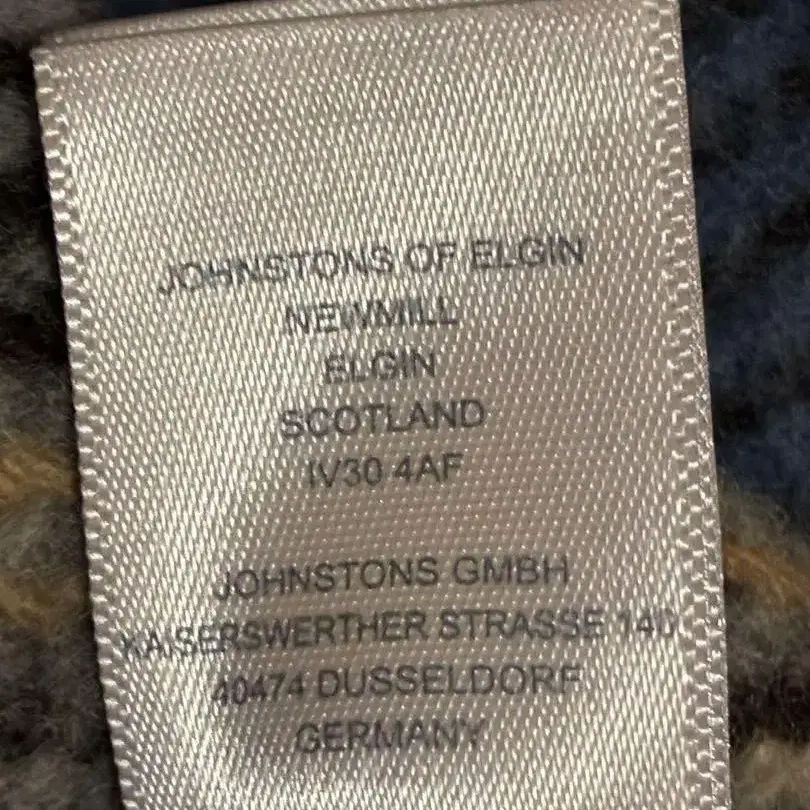 JOHNSTONS OF ELGIN
NEWMILL
ELGIN
SCOTLAND
IV30 4AF
JOHNSTONS GMBH
KAISERSWERTHER STRASSE 140
40474 DUSSELDORF
GERMANY